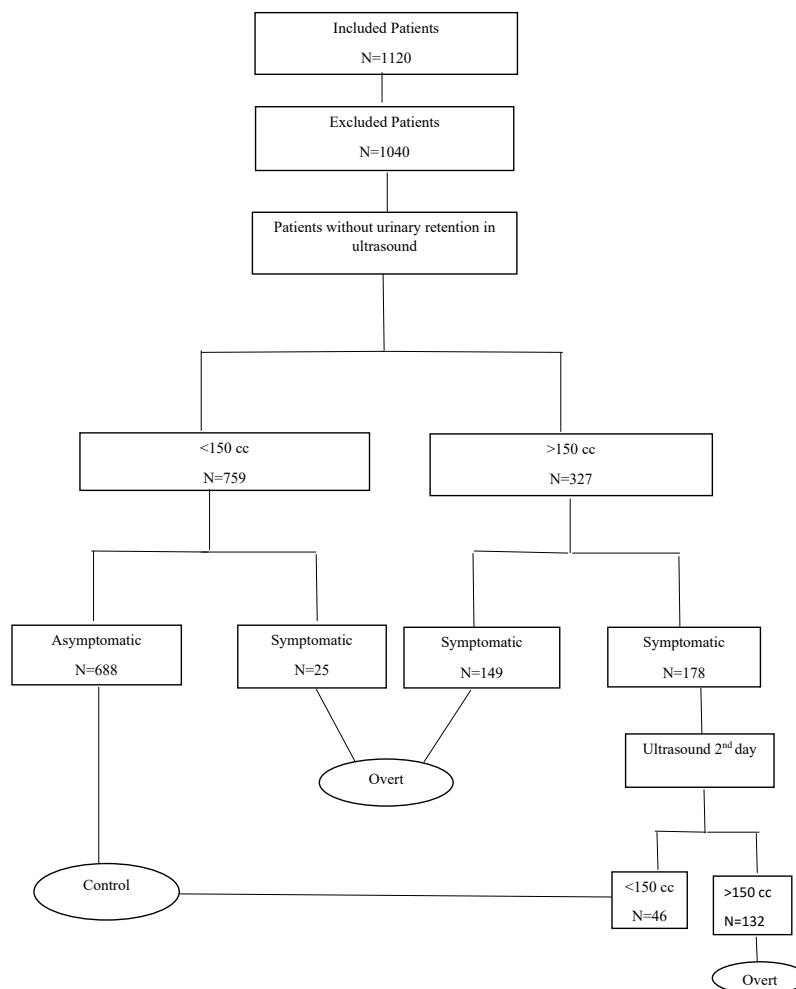 Included Patients
N=1120
Excluded Patients
N=1040
Patients without urinary retention in
ultrasound
<150 cc
N=759
>150 cc
N=327
Asymptomatic
N=688
Symptomatic
N=25
Symptomatic
N=149
Symptomatic
N=178
Ultrasound 2nd day
Overt
Control
<150 cc
N=46
>150 cc
N=132
Overt